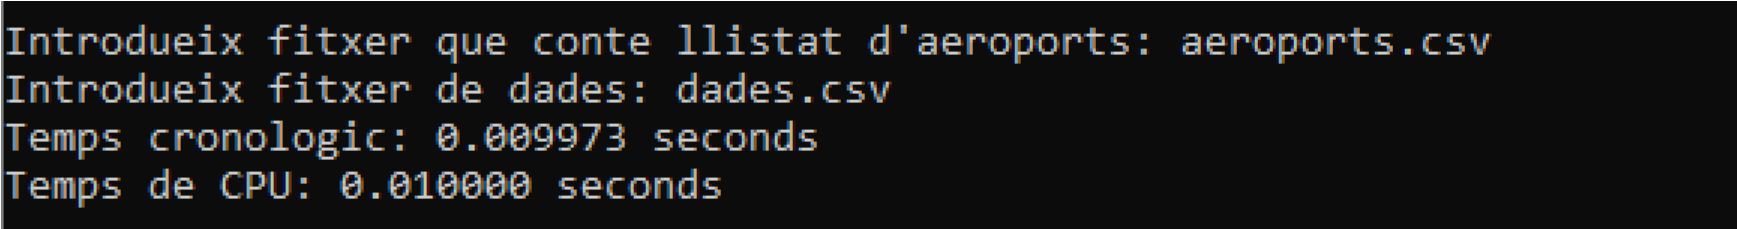 Introdueix fitxer que conte llistat d'aeroports: aeroports.csv
Introdueix fitxer de dades: dades.csv
Temps cronologic: 0.009973 seconds
Temps de CPU: 0.010000 seconds